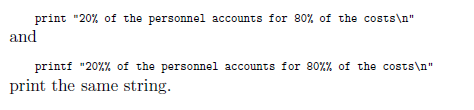 print "20% of the personnel accounts for 80% of the costs\n"
and
printf "20%% of the personnel accounts for 80%% of the costs\n"
print the same string.